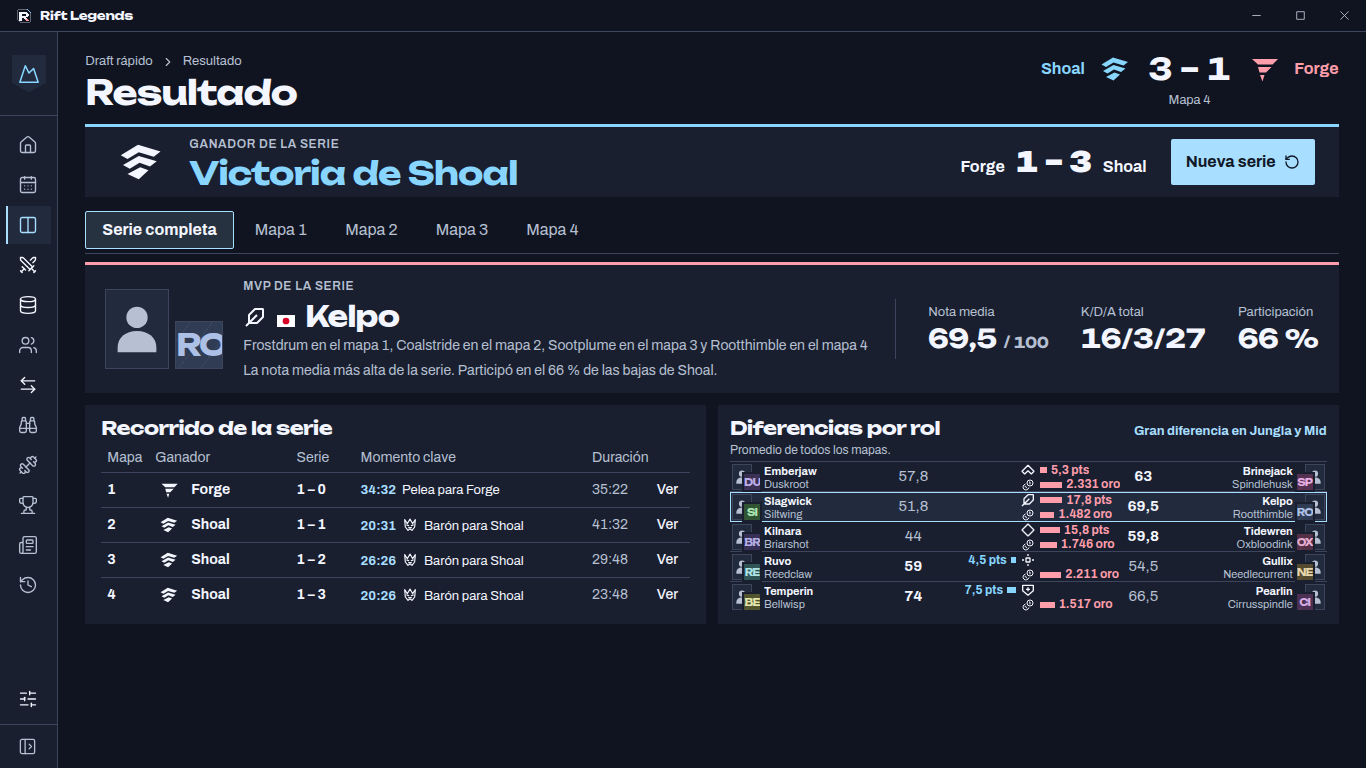 Rift Legends
Draft rápido > Resultado
Resultado
Shoal 3 – 1 Forge
Mapa 4
GANADOR DE LA SERIE
Victoria de Shoal
Forge 1 – 3 Shoal
Nueva serie
Serie completa Mapa 1 Mapa 2 Mapa 3 Mapa 4
MVP DE LA SERIE
RO
Kelpo
Frostdrum en el mapa 1, Coalstride en el mapa 2, Sootplume en el mapa 3 y Rootthimble en el mapa 4
La nota media más alta de la serie. Participó en el 66 % de las bajas de Shoal.
Nota media K/D/A total Participación
69,5 / 100 16/3/27 66 %
Recorrido de la serie
Mapa Ganador Serie Momento clave Duración
1 Forge 1 – 0 34:32 Pelea para Forge 35:22 Ver
2 Shoal 1 – 1 20:31 Barón para Shoal 41:32 Ver
3 Shoal 1 – 2 26:26 Barón para Shoal 29:48 Ver
4 Shoal 1 – 3 20:26 Barón para Shoal 23:48 Ver
Diferencias por rol Gran diferencia en Jungla y Mid
Promedio de todos los mapas.
DU Emberjaw 57,8 5,3 pts 63 Brinejack SP
Duskroot 2.331 oro Spindlehusk
SI Slagwick 51,8 17,8 pts 69,5 Kelpo RO
Siltwing 1.482 oro Rootthimble
BR Kilnara 44 15,8 pts 59,8 Tidewren OX
Briarshot 1.746 oro Oxbloodink
RE Ruvo 59 4,5 pts 54,5 Gullix NE
Reedclaw 2.211 oro Needlecurrent
BE Temperin 74 7,5 pts 66,5 Pearlin CI
Bellwisp 1.517 oro Cirrusspindle